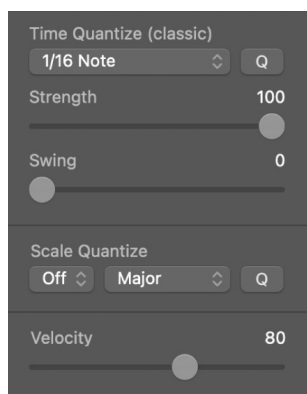 Time Quantize (classic)
1/16 Note Q
Strength 100
Swing 0
Scale Quantize
Off Major Q
Velocity 80